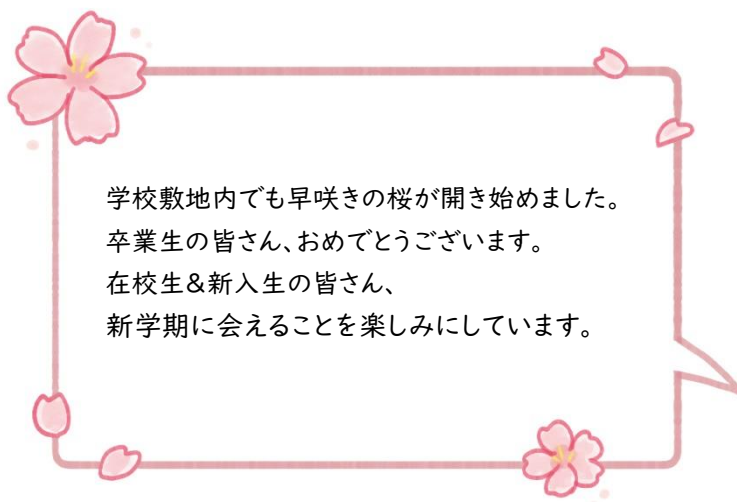 学校敷地内でも早咲きの桜が開き始めました。
卒業生の皆さん、おめでとうございます。
在校生&新入生の皆さん、
新学期に会えることを楽しみにしています。